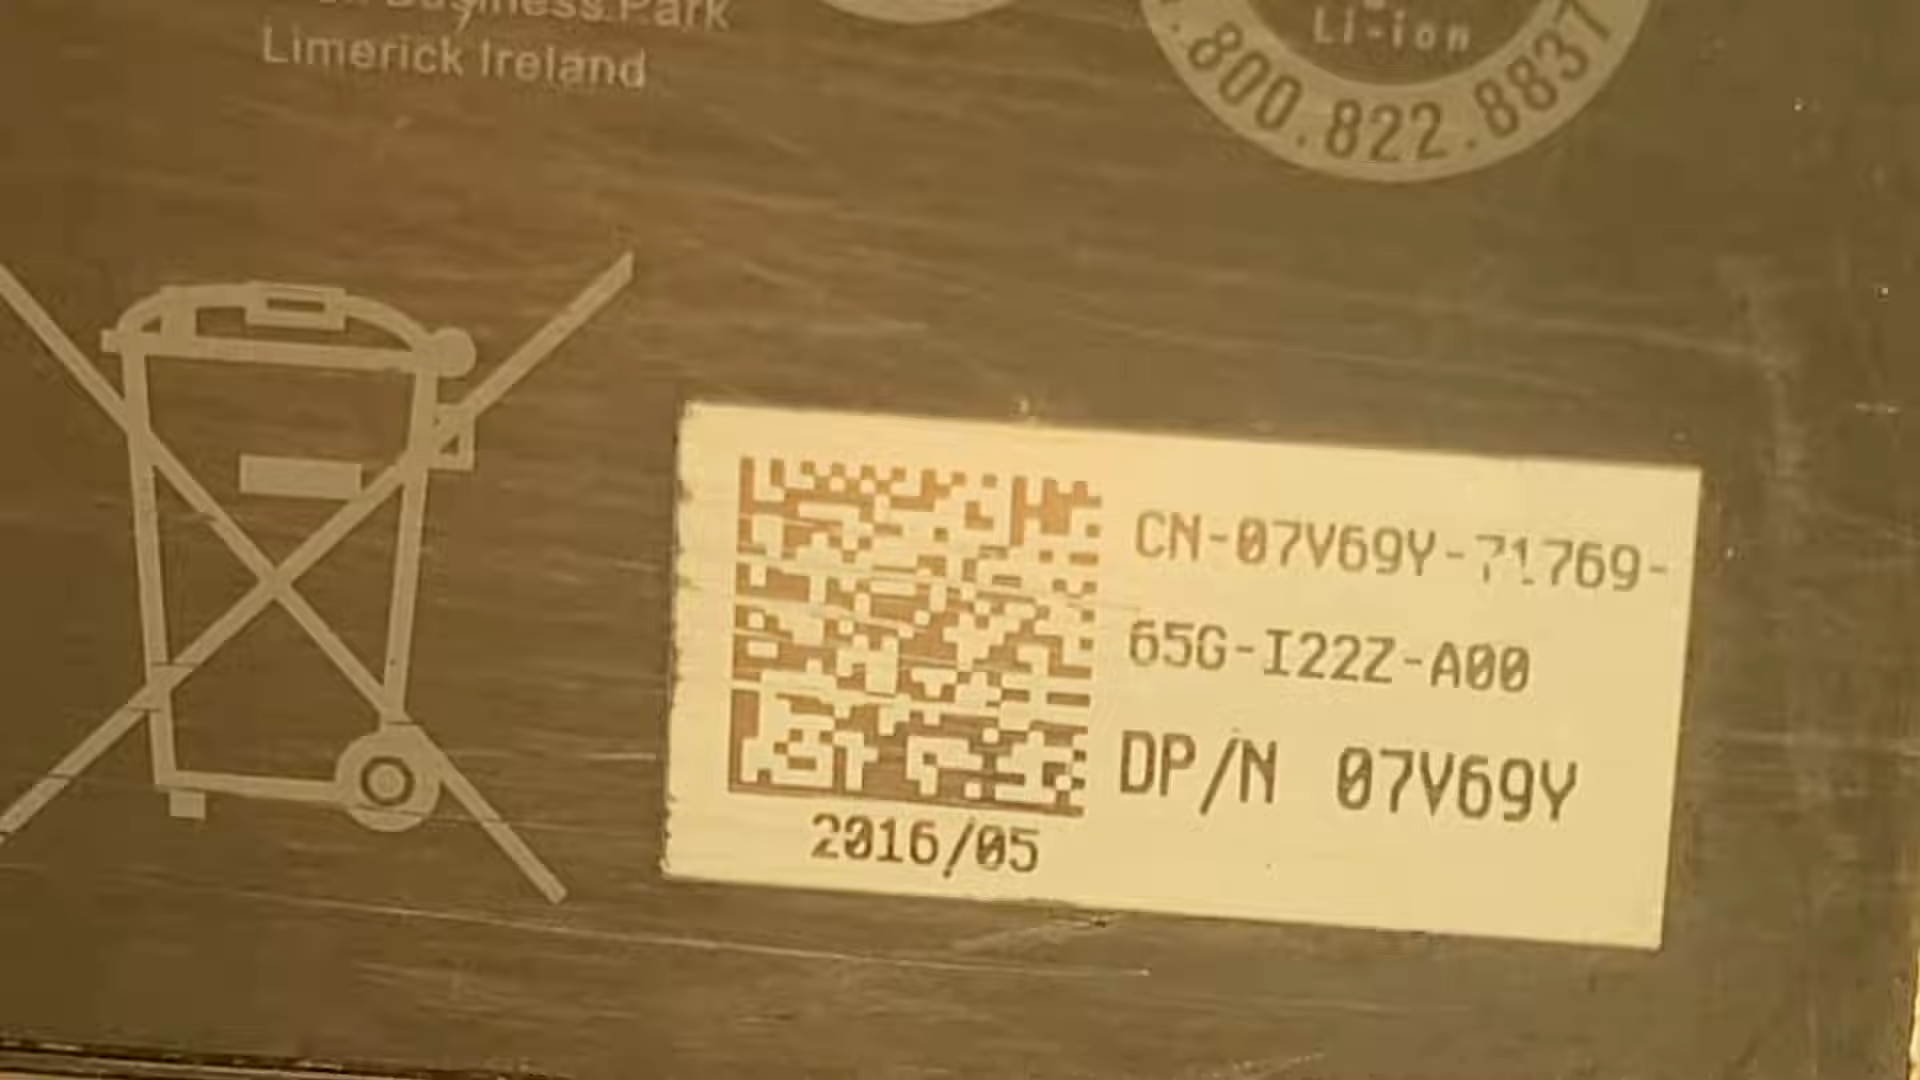 Business Park
Limerick Ireland
Li-ion
.800.822.8837
CN-07V69Y-71769-
65G-I22Z-A00
DP/N 07V69Y
2016/05